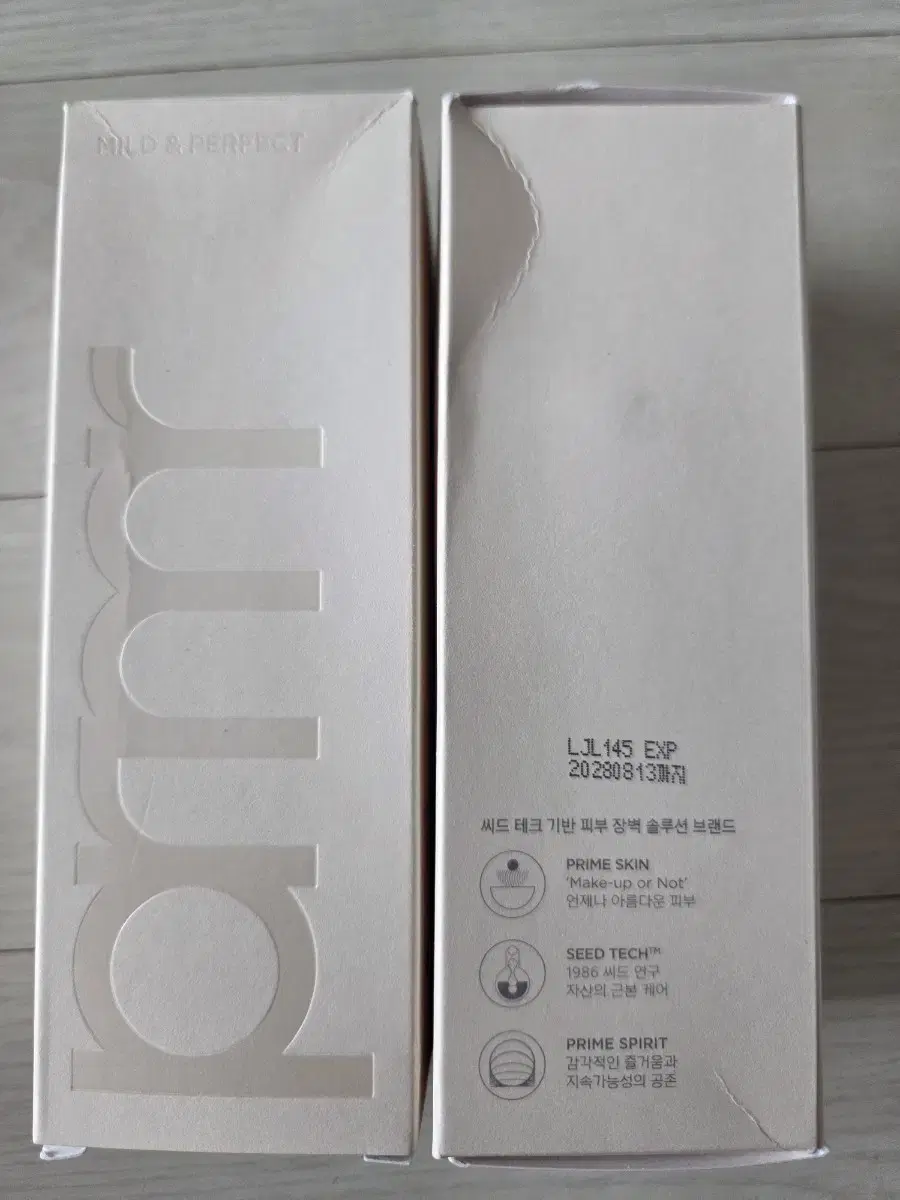 MILD & PERFECT
prmr
LJL145 EXP
20280813까지
씨드 테크 기반 피부 장벽 솔루션 브랜드
PRIME SKIN
'Make-up or Not'
언제나 아름다운 피부
SEED TECH™
1986 씨드 연구
자산의 근본 케어
PRIME SPIRIT
감각적인 즐거움과
지속가능성의 공존